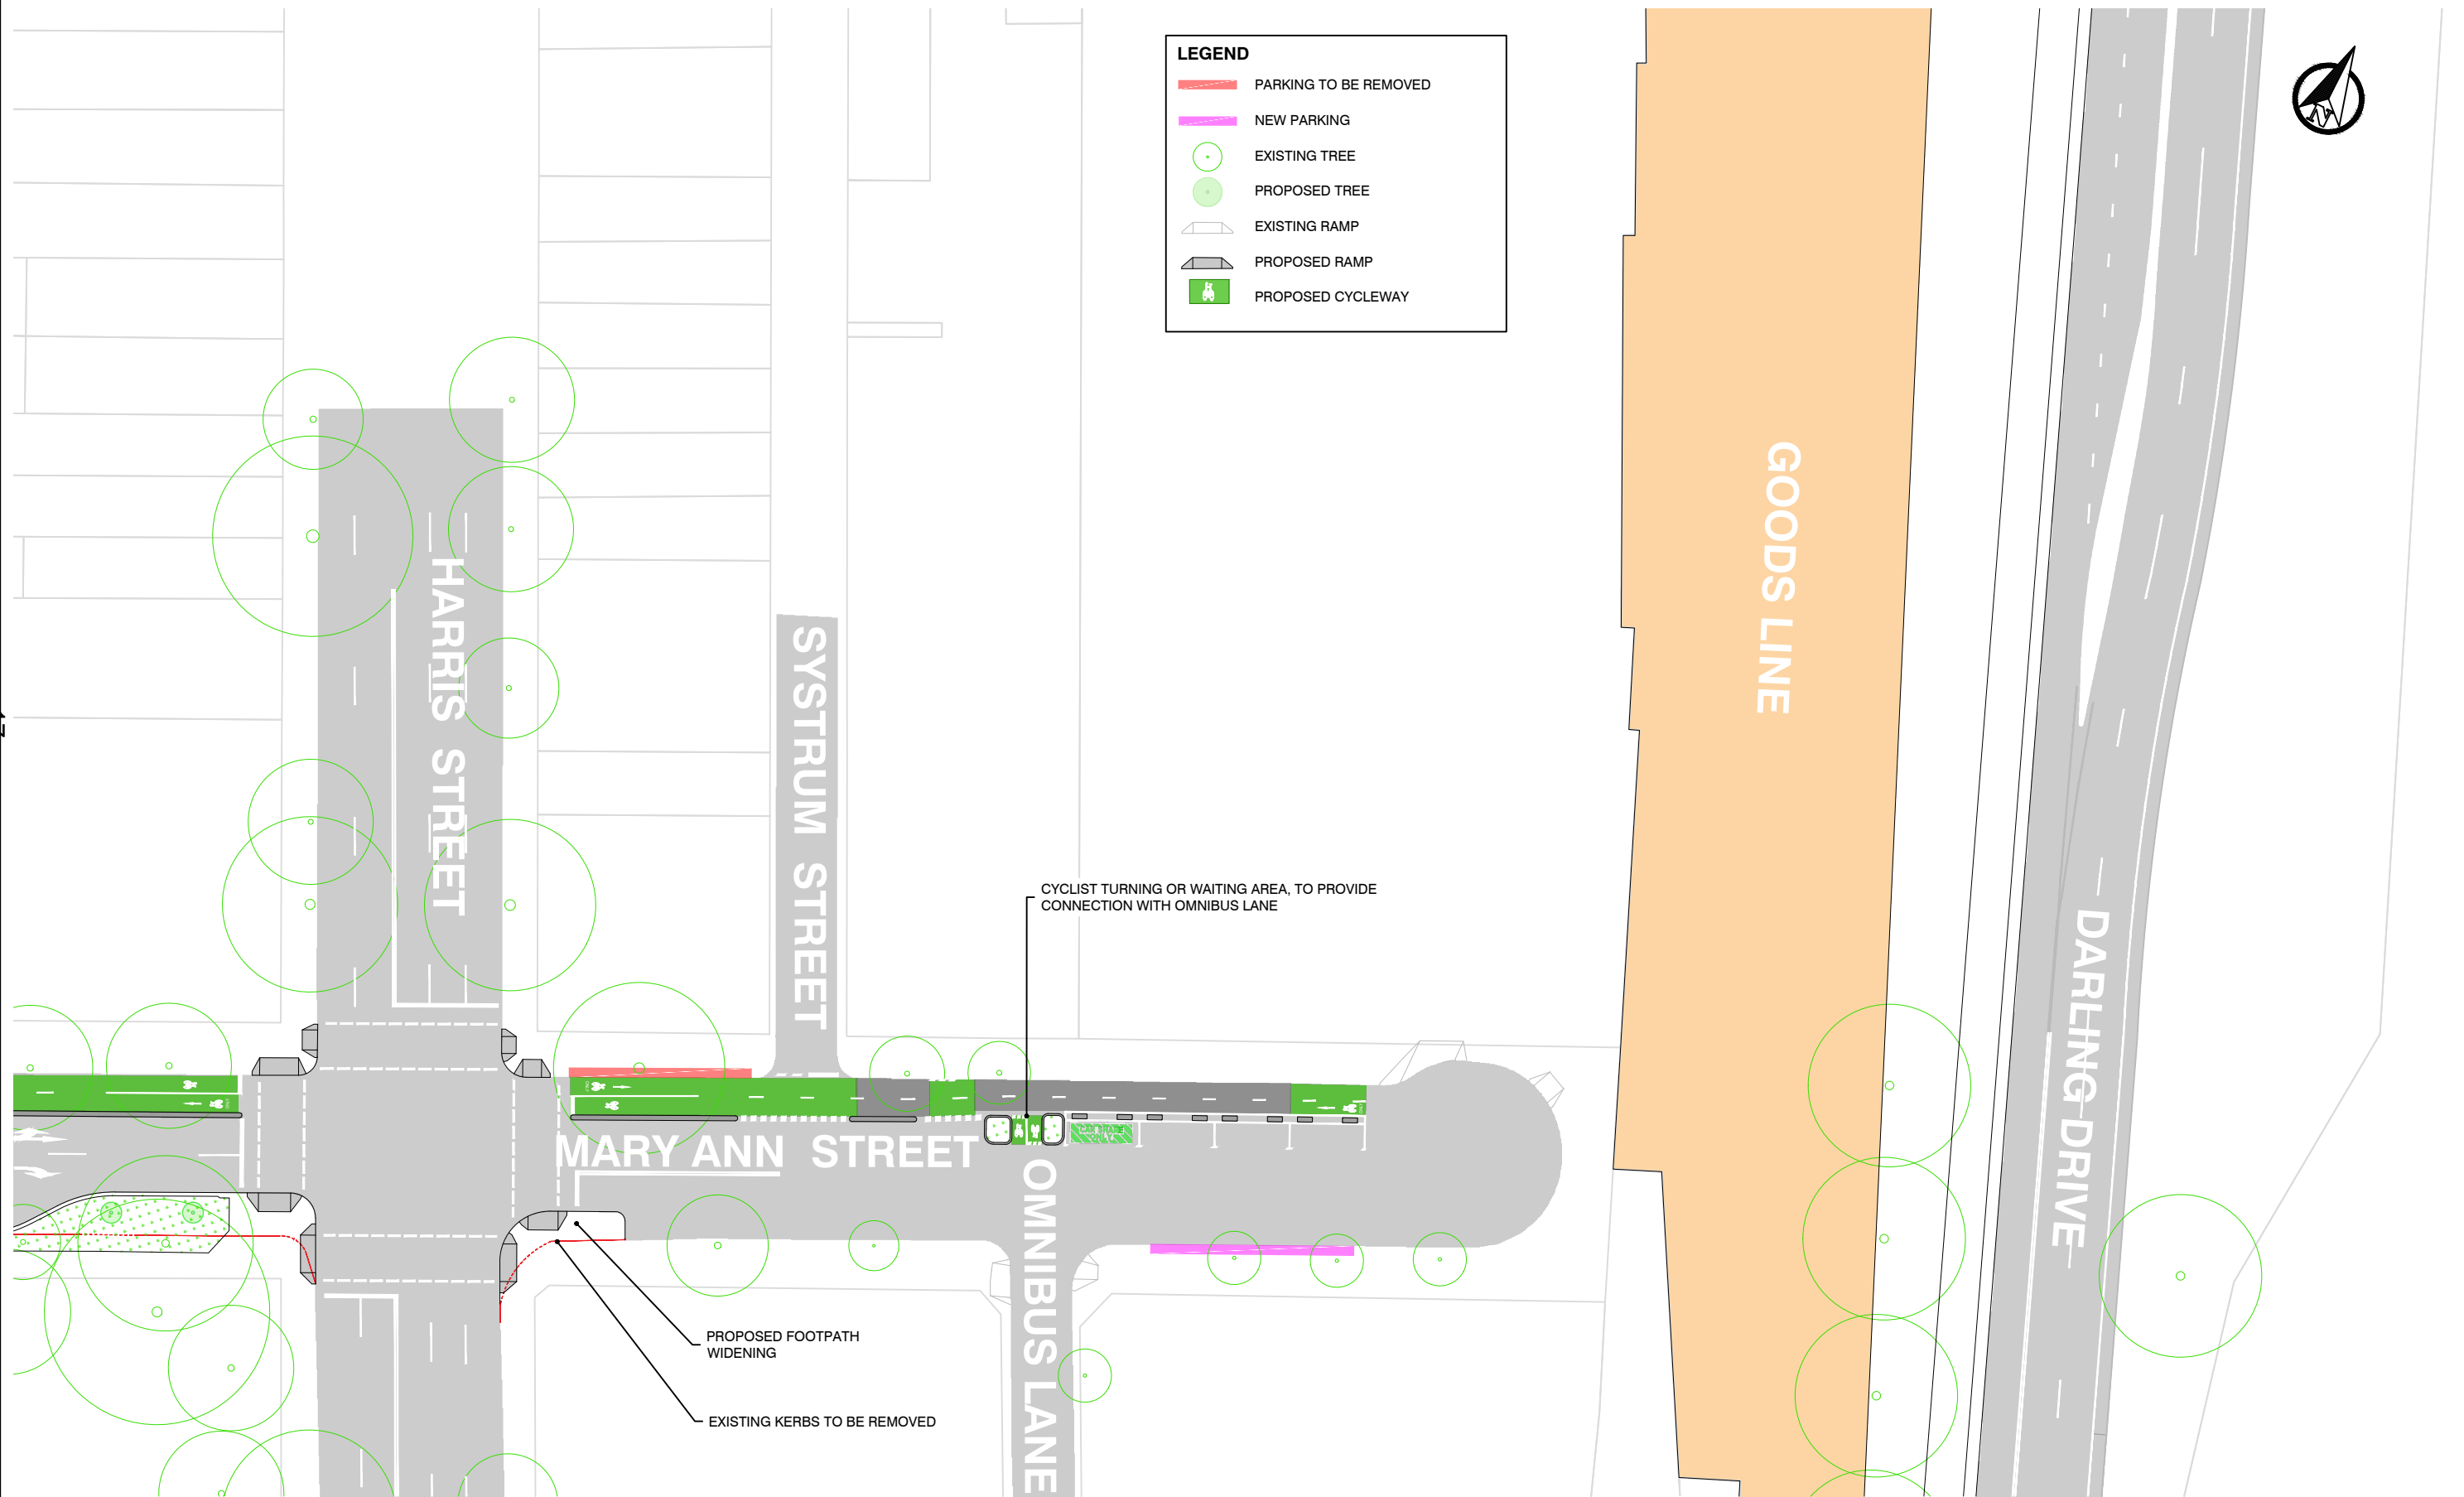 LEGEND
PARKING TO BE REMOVED
NEW PARKING
EXISTING TREE
PROPOSED TREE
EXISTING RAMP
PROPOSED RAMP
PROPOSED CYCLEWAY
N
GOODS LINE
HARRIS STREET
SYSTRUM STREET
CYCLIST TURNING OR WAITING AREA, TO PROVIDE
CONNECTION WITH OMNIBUS LANE
DARLING DRIVE
MARY ANN STREET
OMNIBUS LANE
PROPOSED FOOTPATH
WIDENING
EXISTING KERBS TO BE REMOVED